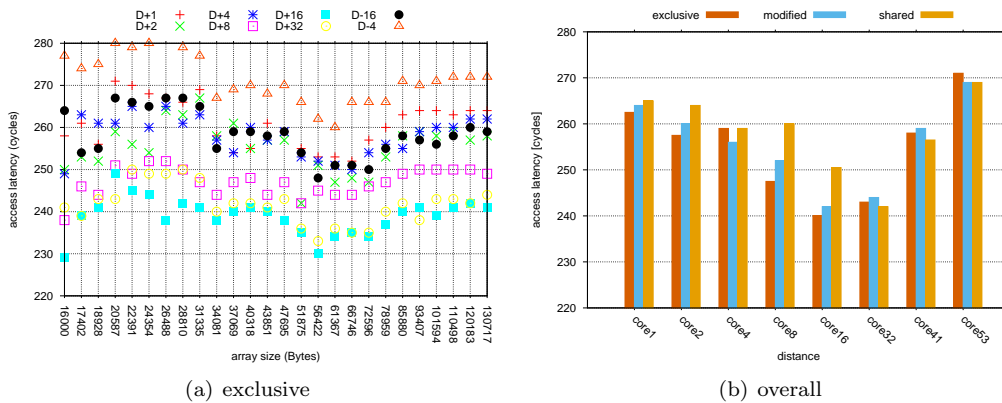 D+1 D+4 D+16 D-16
D+2 D+8 D+32 D-4
280
270
260
250
240
230
220
access latency (cycles)
16000
17402
18928
20587
22391
24354
26488
28810
31335
34081
37069
40318
43851
47695
51875
56422
61367
66746
72596
78959
85880
93407
101594
110498
120183
130717
array size (Bytes)
(a) exclusive
exclusive modified shared
280
270
260
250
240
230
220
access latency [cycles]
core1
core2
core4
core8
core16
core32
core41
core53
distance
(b) overall